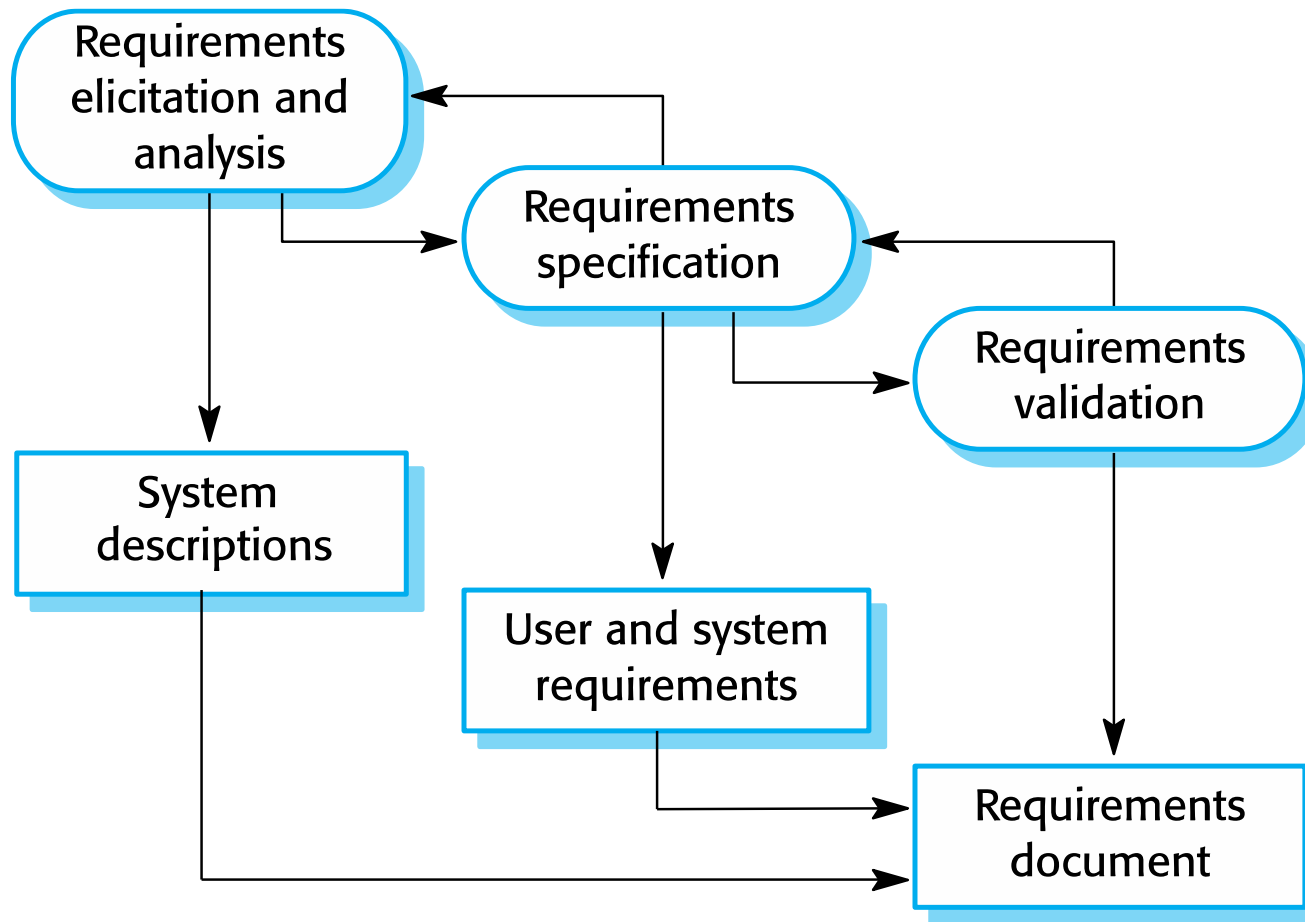 Requirements
elicitation and
analysis
Requirements
specification
Requirements
validation
System
descriptions
User and system
requirements
Requirements
document